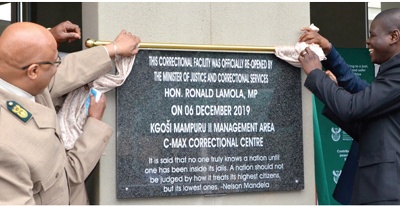 THIS CORRECTIONAL FACILITY WAS OFFICIALLY RE-OPENED BY
THE MINISTER OF JUSTICE AND CORRECTIONAL SERVICES
HON. RONALD LAMOLA, MP
ON 06 DECEMBER 2019
KGOŠI MAMPURU II MANAGEMENT AREA
C-MAX CORRECTIONAL CENTRE
It is said that no one truly knows a nation until
one has been inside its jails. A nation should not
be judged by how it treats its highest citizens,
but its lowest ones. -Nelson Mandela